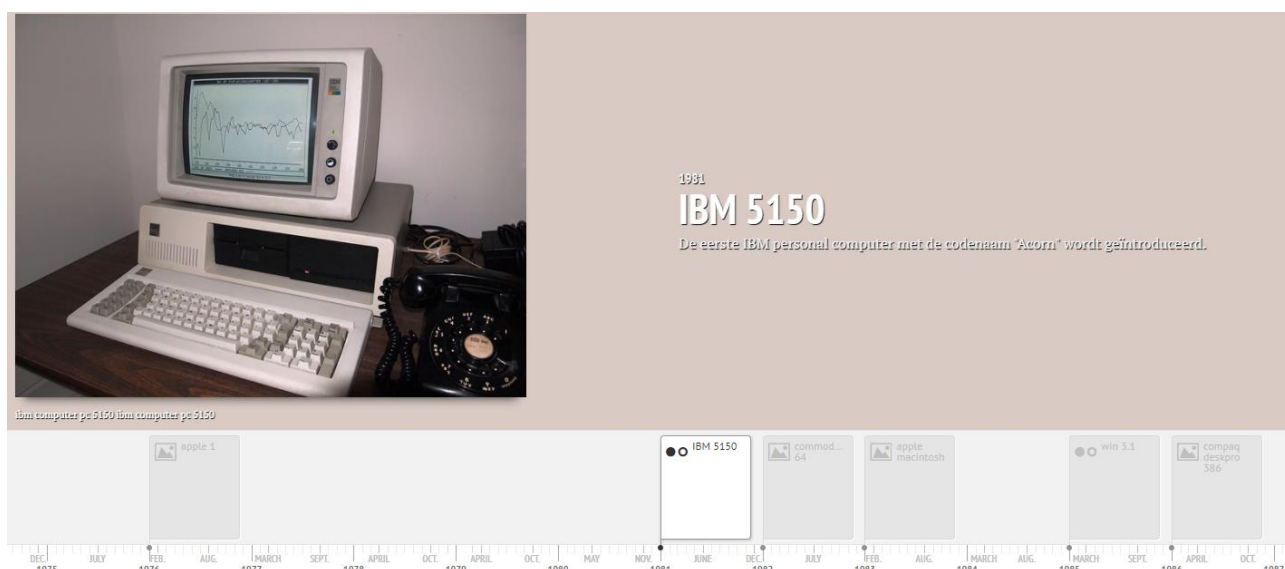 1981
IBM 5150
De eerste IBM personal computer met de codenaam "Acorn" wordt geïntroduceerd.
ibm computer pc 5150 ibm computer pc 5150
apple 1
IBM 5150
commod... 
64
apple
macintosh
win 3.1
compaq
deskpro
386
DEC. JULY FEB. AUG. MARCH SEPT. APRIL OCT. APRIL OCT. MAY NOV. JUNE DEC. JULY FEB. AUG. MARCH AUG. MARCH SEPT. APRIL OCT.
1975 1976 1977 1978 1979 1980 1981 1982 1983 1984 1985 1986 1987